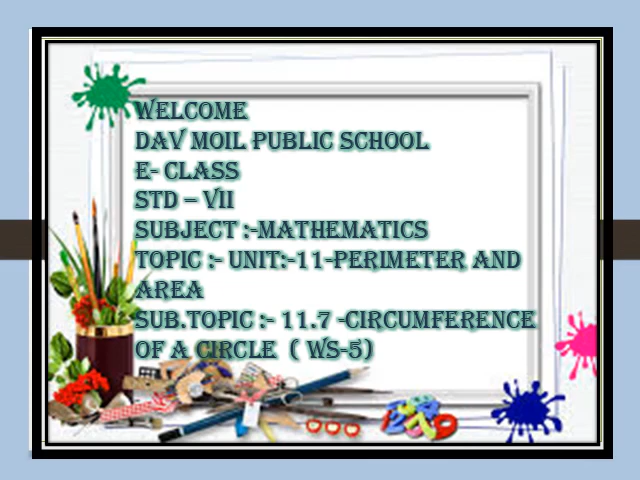 WELCOME
DAV MOIL PUBLIC SCHOOL
E- CLASS
STD – VII
SUBJECT :-MATHEMATICS
TOPIC :- UNIT:-11-PERIMETER AND
AREA
SUB.TOPIC :- 11.7 -CIRCUMFERENCE
OF A CIRCLE ( WS-5)